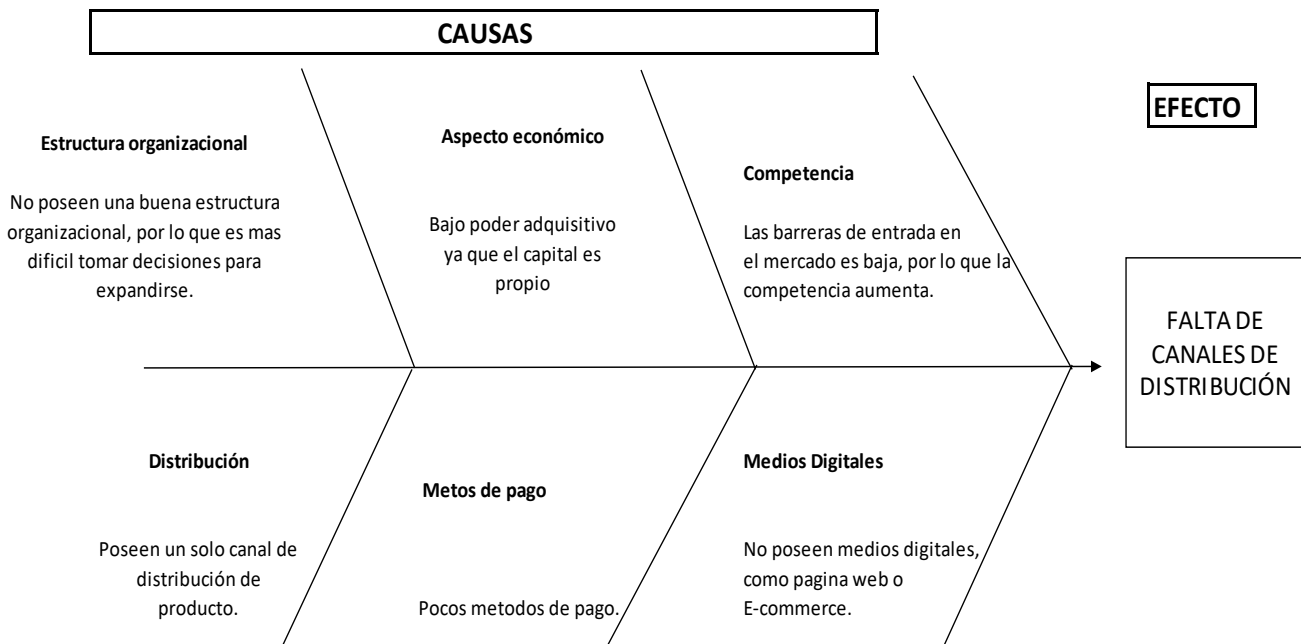 CAUSAS
EFECTO
Estructura organizacional
No poseen una buena estructura
organizacional, por lo que es mas
dificil tomar decisiones para
expandirse.
Aspecto económico
Bajo poder adquisitivo
ya que el capital es
propio
Competencia
Las barreras de entrada en
el mercado es baja, por lo que la
competencia aumenta.
FALTA DE
CANALES DE
DISTRIBUCIÓN
Distribución
Poseen un solo canal de
distribución de
producto.
Metos de pago
Pocos metodos de pago.
Medios Digitales
No poseen medios digitales,
como pagina web o
E-commerce.